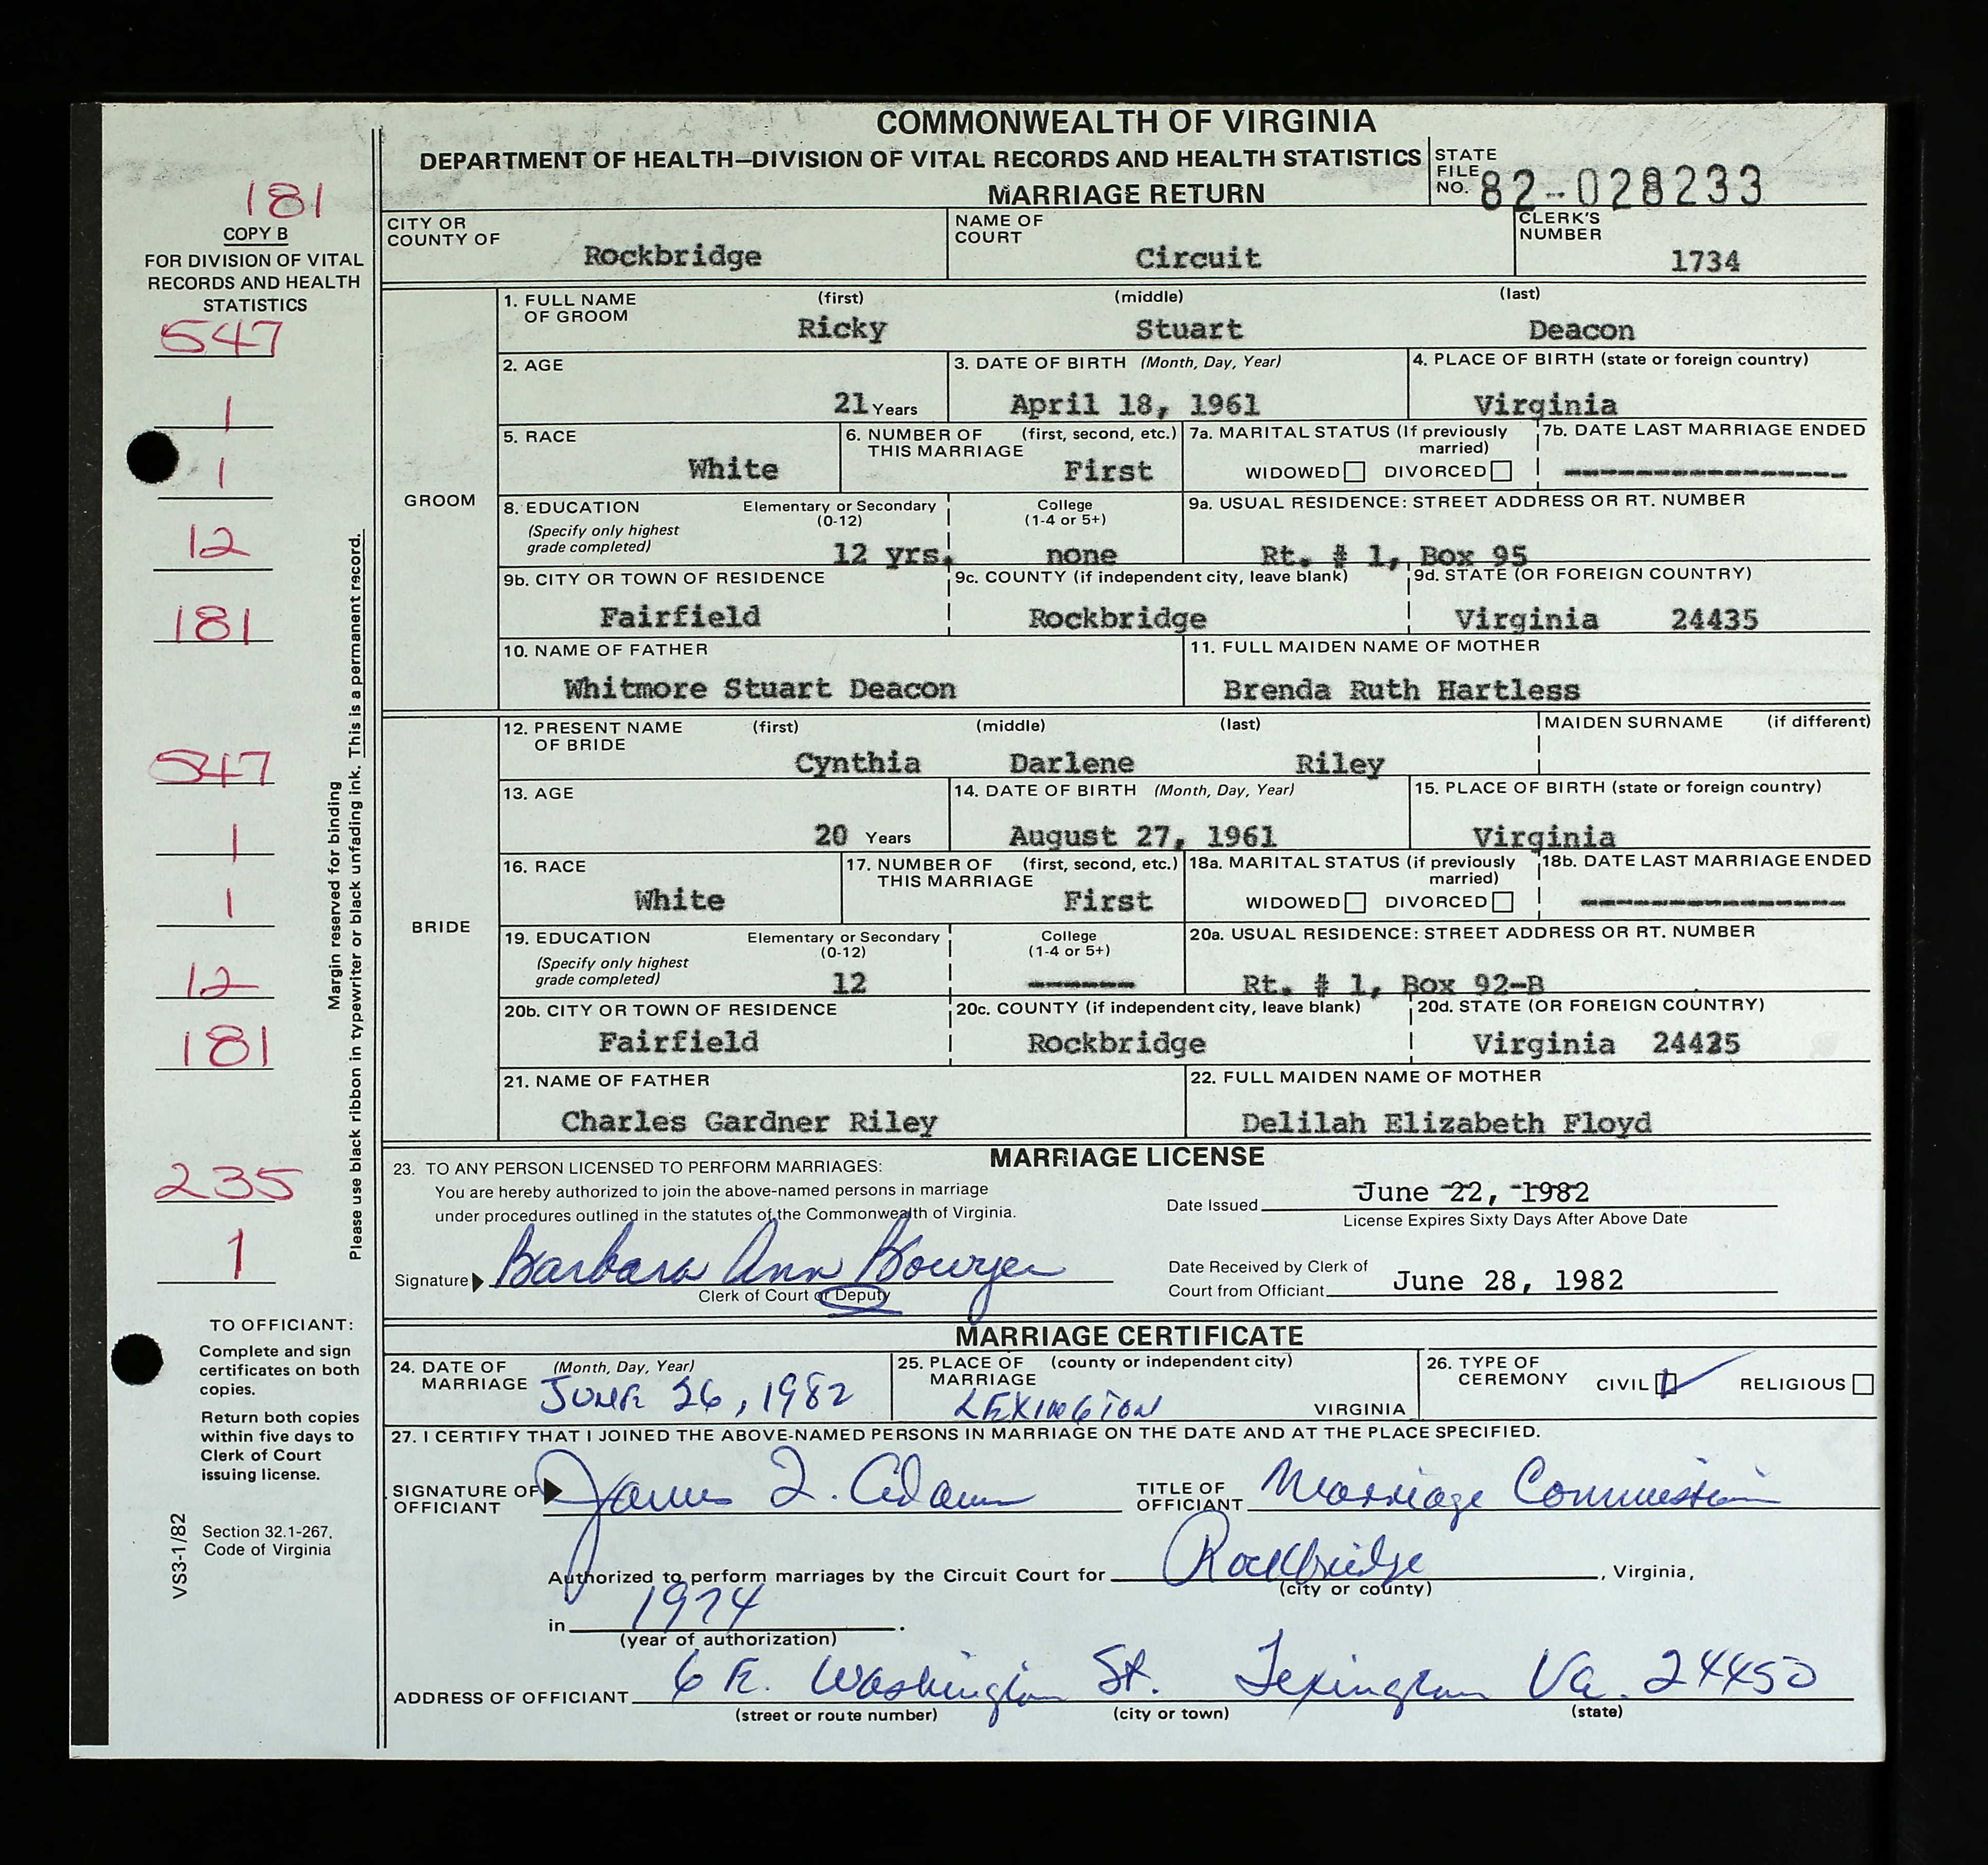 COMMONWEALTH OF VIRGINIA
DEPARTMENT OF HEALTH—DIVISION OF VITAL RECORDS AND HEALTH STATISTICS
MARRIAGE RETURN
STATE FILE NO. 82-028233
181
COPY B
FOR DIVISION OF VITAL
RECORDS AND HEALTH
STATISTICS
547
1
1
12
181
547
1
1
12
181
235
1
Margin reserved for binding
Please use black ribbon in typewriter or black unfading ink. This is a permanent record.
TO OFFICIANT:
Complete and sign
certificates on both
copies.
Return both copies
within five days to
Clerk of Court
issuing license.
Section 32.1-267,
Code of Virginia
VS3-1/82
CITY OR COUNTY OF Rockbridge
NAME OF COURT Circuit
CLERK'S NUMBER 1734
GROOM
1. FULL NAME OF GROOM (first) (middle) (last)
Ricky Stuart Deacon
2. AGE 21 Years
3. DATE OF BIRTH (Month, Day, Year) April 18, 1961
4. PLACE OF BIRTH (state or foreign country) Virginia
5. RACE White
6. NUMBER OF THIS MARRIAGE (first, second, etc.) First
7a. MARITAL STATUS (If previously married) WIDOWED DIVORCED
7b. DATE LAST MARRIAGE ENDED ----------------
8. EDUCATION (Specify only highest grade completed) Elementary or Secondary (0-12) 12 yrs. College (1-4 or 5+) none
9a. USUAL RESIDENCE: STREET ADDRESS OR RT. NUMBER Rt. # 1, Box 95
9b. CITY OR TOWN OF RESIDENCE Fairfield
9c. COUNTY (if independent city, leave blank) Rockbridge
9d. STATE (OR FOREIGN COUNTRY) Virginia 24435
10. NAME OF FATHER Whitmore Stuart Deacon
11. FULL MAIDEN NAME OF MOTHER Brenda Ruth Hartless
BRIDE
12. PRESENT NAME OF BRIDE (first) (middle) (last) MAIDEN SURNAME (if different)
Cynthia Darlene Riley
13. AGE 20 Years
14. DATE OF BIRTH (Month, Day, Year) August 27, 1961
15. PLACE OF BIRTH (state or foreign country) Virginia
16. RACE White
17. NUMBER OF THIS MARRIAGE (first, second, etc.) First
18a. MARITAL STATUS (if previously married) WIDOWED DIVORCED
18b. DATE LAST MARRIAGE ENDED ---------------
19. EDUCATION (Specify only highest grade completed) Elementary or Secondary (0-12) 12 College (1-4 or 5+) ------
20a. USUAL RESIDENCE: STREET ADDRESS OR RT. NUMBER Rt. # 1, Box 92-B
20b. CITY OR TOWN OF RESIDENCE Fairfield
20c. COUNTY (if independent city, leave blank) Rockbridge
20d. STATE (OR FOREIGN COUNTRY) Virginia 24435
21. NAME OF FATHER Charles Gardner Riley
22. FULL MAIDEN NAME OF MOTHER Delilah Elizabeth Floyd
MARRIAGE LICENSE
23. TO ANY PERSON LICENSED TO PERFORM MARRIAGES:
You are hereby authorized to join the above-named persons in marriage
under procedures outlined in the statutes of the Commonwealth of Virginia.
Date Issued June 22, 1982
License Expires Sixty Days After Above Date
Signature Barbara Ann Bowyer
Clerk of Court or Deputy
Date Received by Clerk of Court from Officiant June 28, 1982
MARRIAGE CERTIFICATE
24. DATE OF MARRIAGE (Month, Day, Year) JUNE 26, 1982
25. PLACE OF MARRIAGE (county or independent city) LEXINGTON VIRGINIA
26. TYPE OF CEREMONY CIVIL RELIGIOUS
27. I CERTIFY THAT I JOINED THE ABOVE-NAMED PERSONS IN MARRIAGE ON THE DATE AND AT THE PLACE SPECIFIED.
SIGNATURE OF OFFICIANT James Adams
TITLE OF OFFICIANT Marriage
Authorized to perform marriages by the Circuit Court for Rockbridge, Virginia,
(city or county)
in 1974.
(year of authorization)
ADDRESS OF OFFICIANT 6 E. Washington St. Lexington Va. 24450
(street or route number) (city or town) (state)